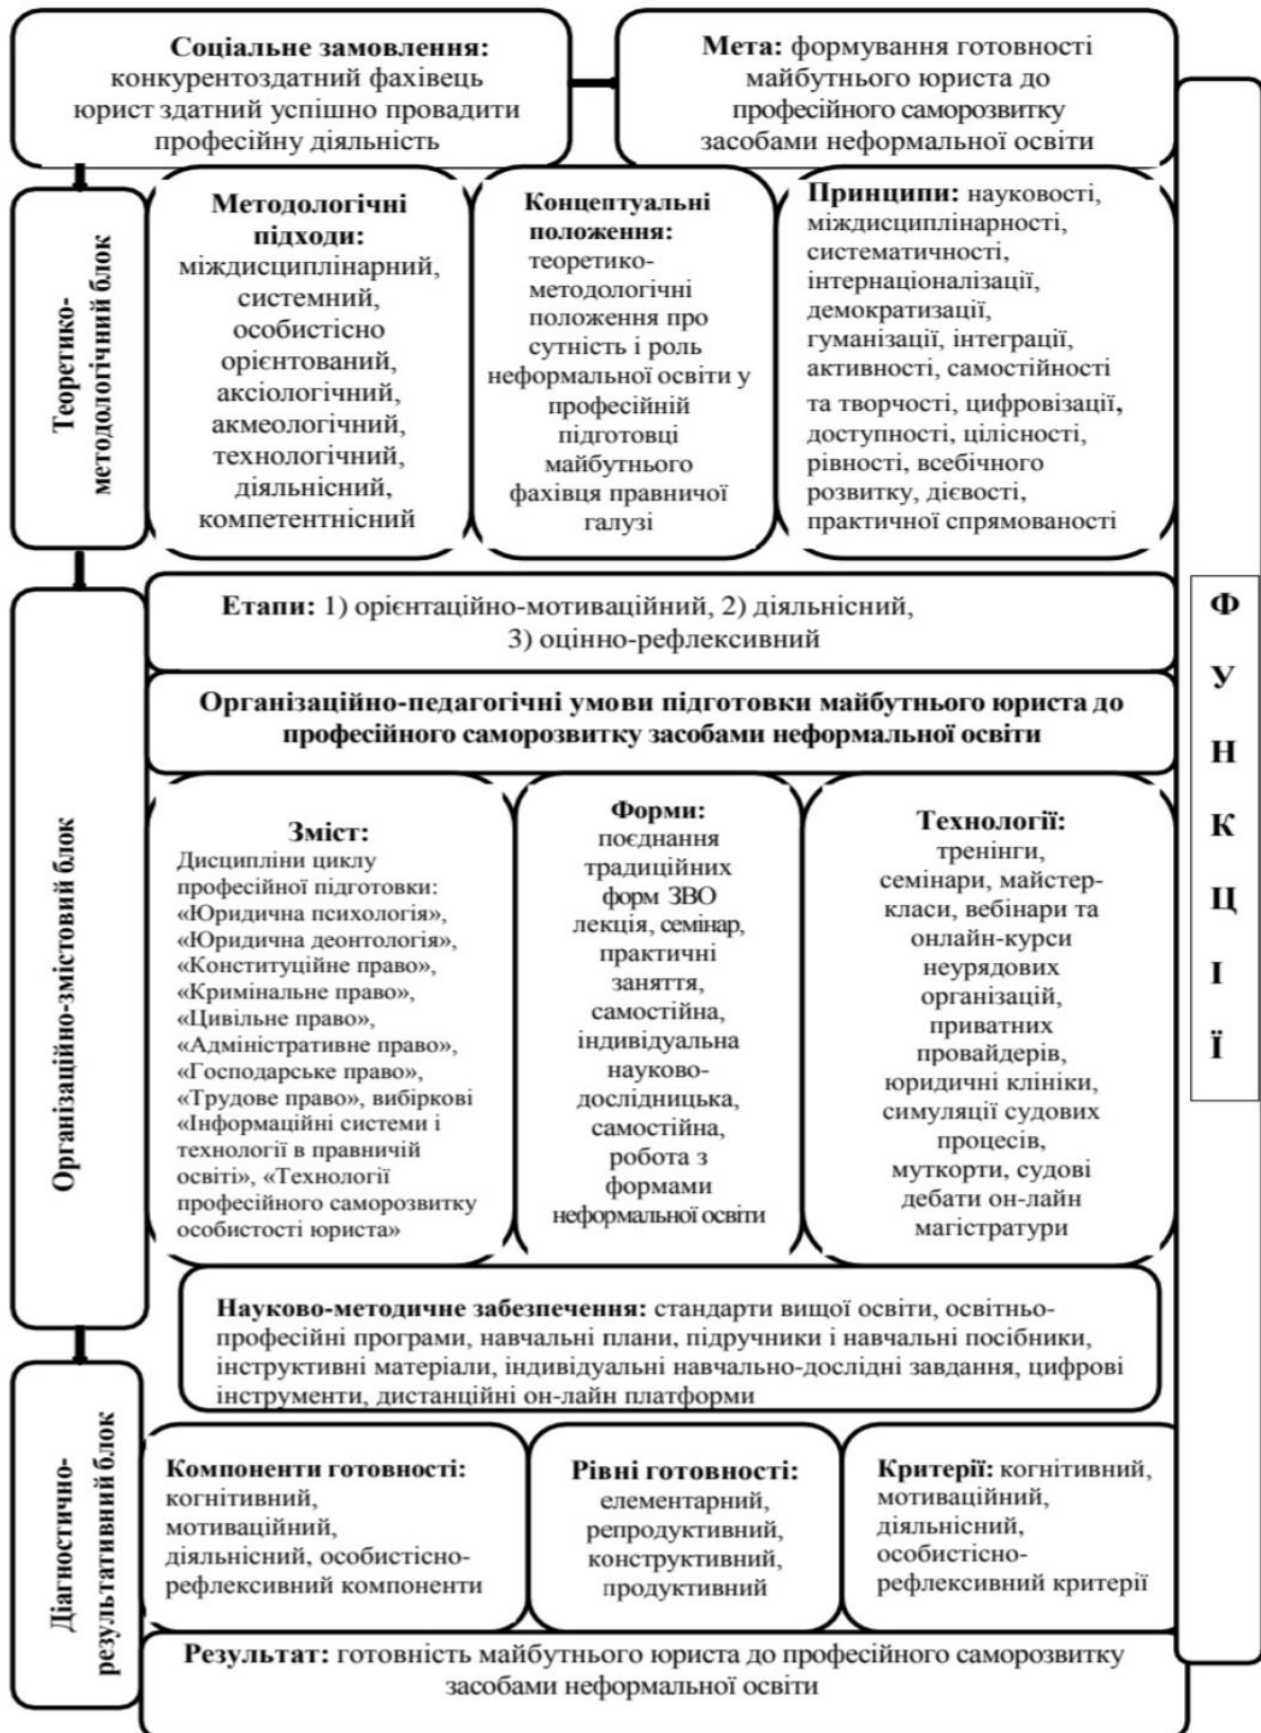 Соціальне замовлення:
конкурентоздатний фахівець
юрист здатний успішно провадити
професійну діяльність
Мета: формування готовності
майбутнього юриста до
професійного саморозвитку
засобами неформальної освіти
Теоретико-
методологічний блок
Методологічні
підходи:
міждисциплінарний,
системний,
особистісно
орієнтований,
аксіологічний,
акмеологічний,
технологічний,
діяльнісний,
компетентнісний
Концептуальні
положення:
теоретико-
методологічні
положення про
сутність і роль
неформальної освіти у
професійній
підготовці
майбутнього
фахівця правничої
галузі
Принципи: науковості,
міждисциплінарності,
систематичності,
інтернаціоналізації,
демократизації,
гуманізації, інтеграції,
активності, самостійності
та творчості, цифровізації,
доступності, цілісності,
рівності, всебічного
розвитку, дієвості,
практичної спрямованості
Організаційно-змістовий блок
Етапи: 1) орієнтаційно-мотиваційний, 2) діяльнісний,
3) оцінно-рефлексивний
Організаційно-педагогічні умови підготовки майбутнього юриста до
професійного саморозвитку засобами неформальної освіти
Зміст:
Дисципліни циклу
професійної підготовки:
«Юридична психологія»,
«Юридична деонтологія»,
«Конституційне право»,
«Кримінальне право»,
«Цивільне право»,
«Адміністративне право»,
«Господарське право»,
«Трудове право», вибіркові
«Інформаційні системи і
технології в правничій
освіті», «Технології
професійного саморозвитку
особистості юриста»
Форми:
поєднання
традиційних
форм ЗВО
лекція, семінар,
практичні
заняття,
самостійна,
індивідуальна
науково-
дослідницька,
самостійна,
робота з
формами
неформальної освіти
Технології:
тренінги,
семінари, майстер-
класи, вебінари та
онлайн-курси
неурядових
організацій,
приватних
провайдерів,
юридичні клініки,
симуляції судових
процесів,
муткорти, судові
дебати он-лайн
магістратури
Науково-методичне забезпечення: стандарти вищої освіти, освітньо-
професійні програми, навчальні плани, підручники і навчальні посібники,
інструктивні матеріали, індивідуальні навчально-дослідні завдання, цифрові
інструменти, дистанційні он-лайн платформи
Діагностично-
результативний блок
Компоненти готовності:
когнітивний,
мотиваційний,
діяльнісний, особистісно-
рефлексивний компоненти
Рівні готовності:
елементарний,
репродуктивний,
конструктивний,
продуктивний
Критерії: когнітивний,
мотиваційний,
діяльнісний,
особистісно-
рефлексивний критерії
Результат: готовність майбутнього юриста до професійного саморозвитку
засобами неформальної освіти
Ф
У
Н
К
Ц
І
Ї